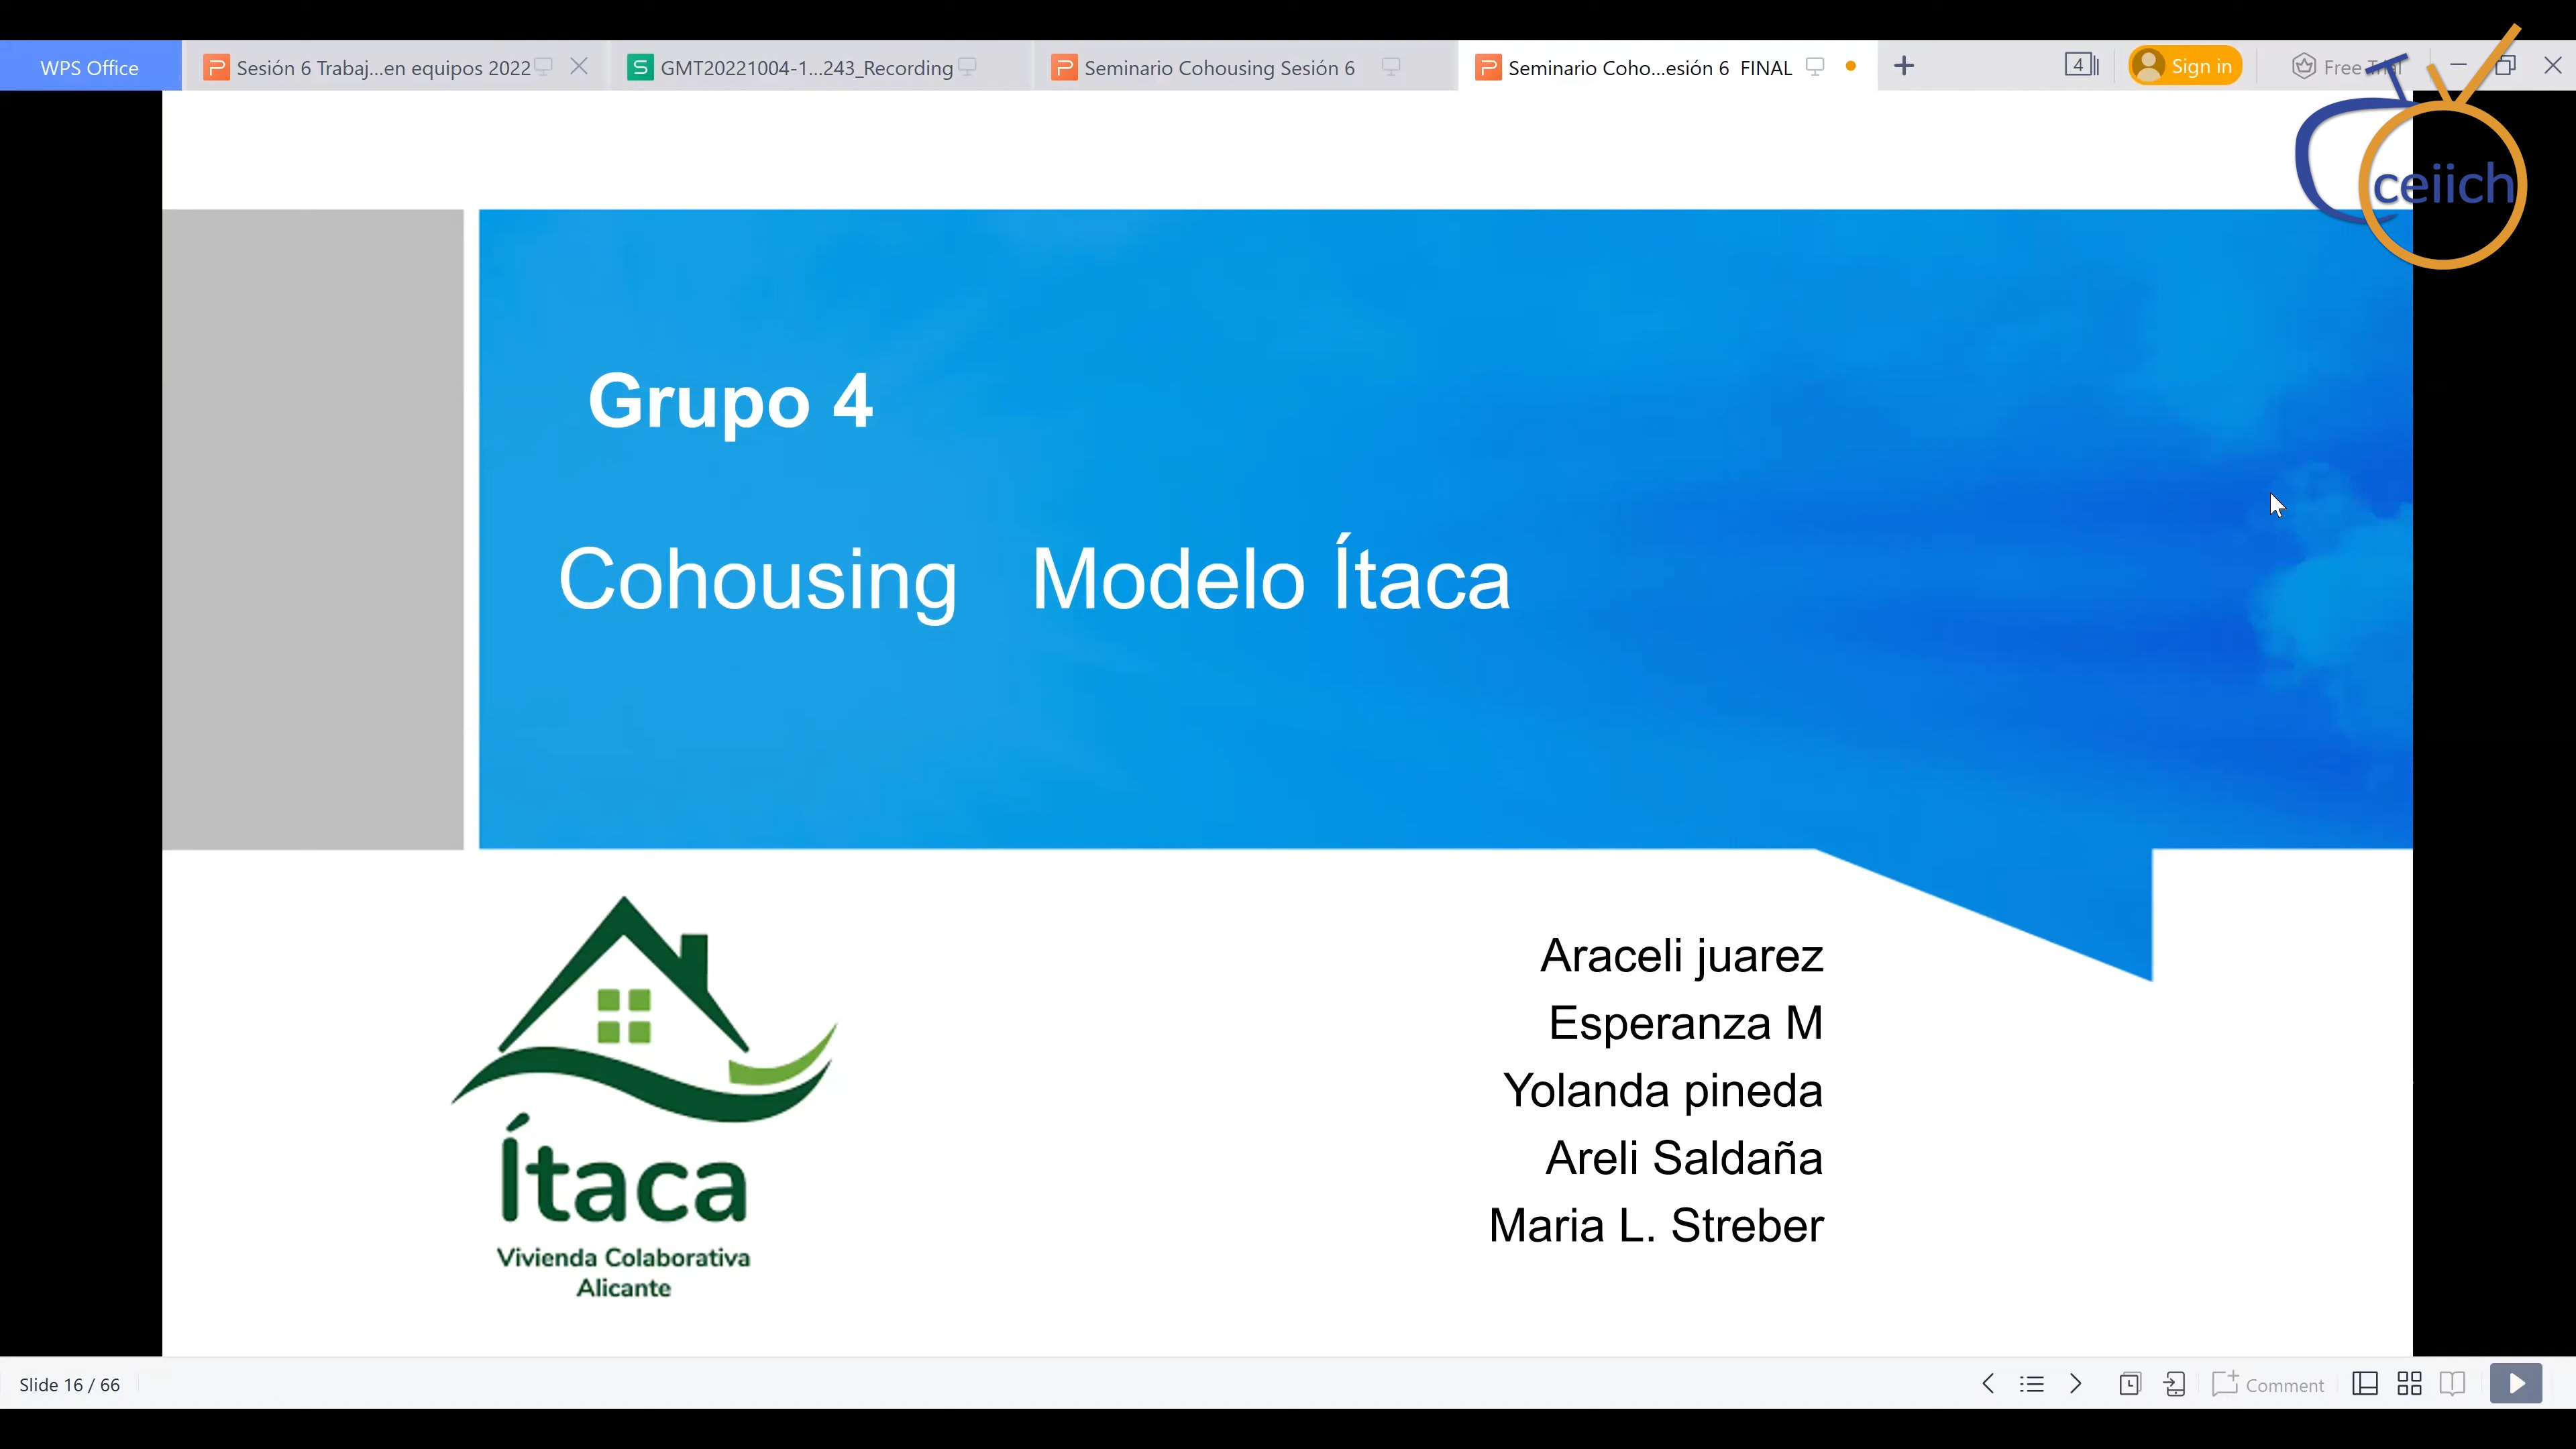 WPS Office
Sesión 6 Trabaj...en equipos 2022
GMT20221004-1...243_Recording
Seminario Cohousing Sesión 6
Seminario Coho...esión 6 FINAL
4
Sign in
Free Trial
ceiich
Grupo 4
Cohousing Modelo Ítaca
Ítaca
Vivienda Colaborativa
Alicante
Araceli juarez
Esperanza M
Yolanda pineda
Areli Saldaña
Maria L. Streber
Slide 16 / 66
Comment